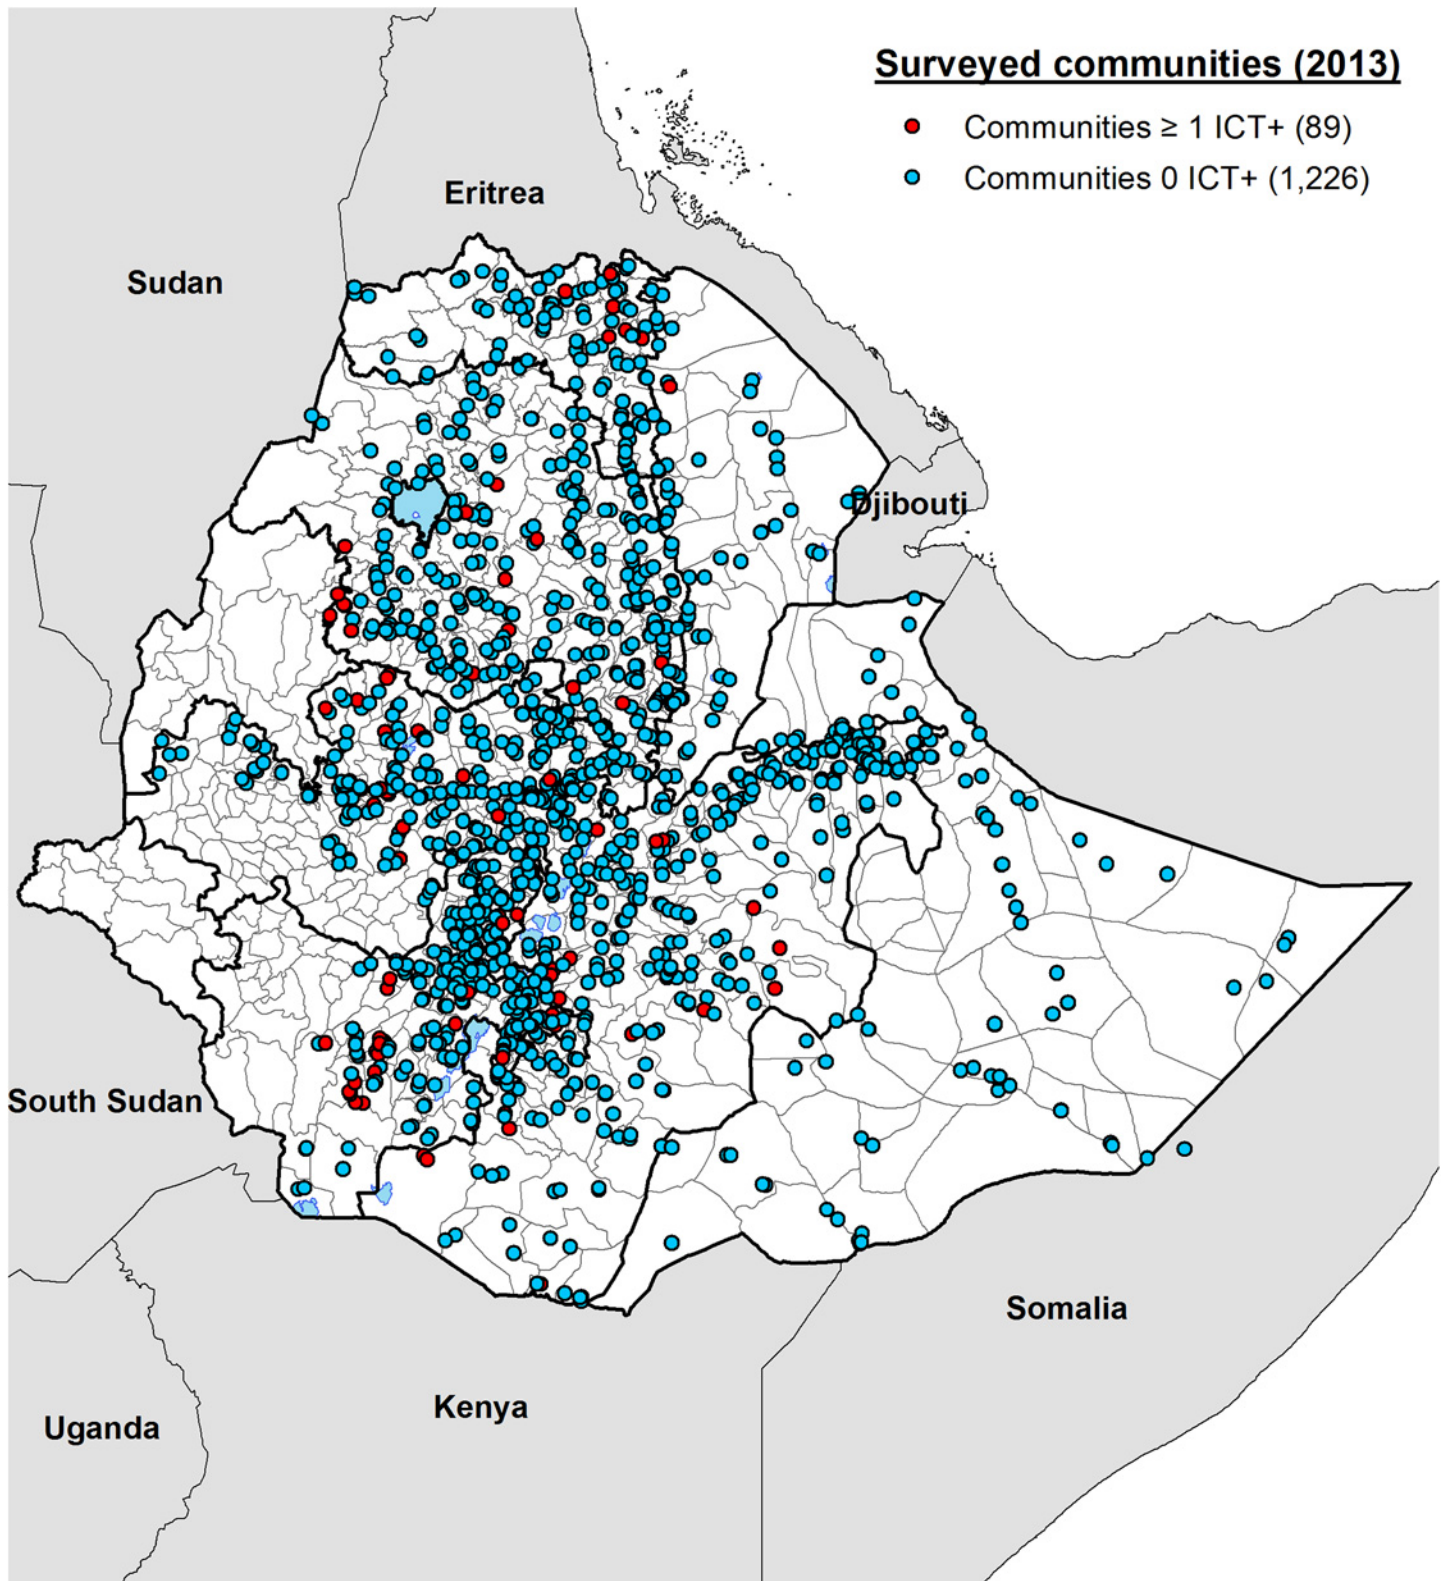 Surveyed communities (2013)
Communities ≥ 1 ICT+ (89)
Communities 0 ICT+ (1,226)
Eritrea
Sudan
Djibouti
South Sudan
Somalia
Kenya
Uganda